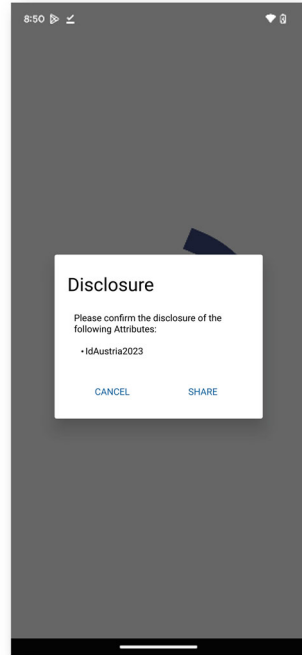 8:50
Disclosure
Please confirm the disclosure of the
following Attributes:
• IdAustria2023
CANCEL SHARE